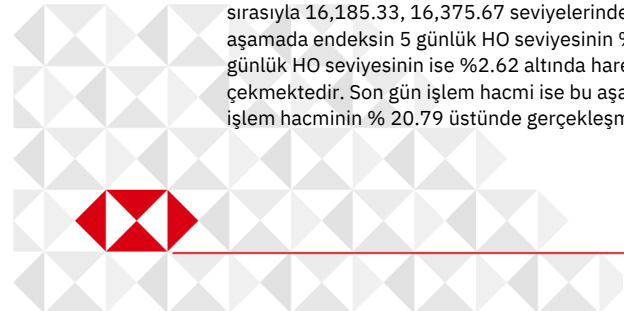 sırasıyla 16,185.33, 16,375.67 seviyelerinde
aşamada endeksin 5 günlük HO seviyesinin %
günlük HO seviyesinin ise %2.62 altında hare
çekmektedir. Son gün işlem hacmi ise bu aşa
işlem hacminin % 20.79 üstünde gerçekleşm